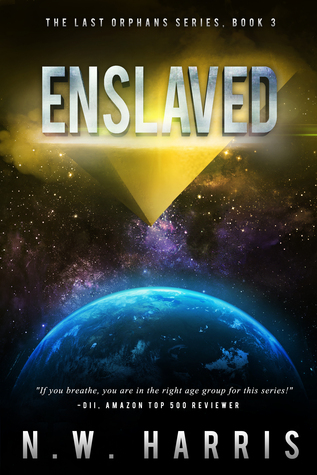 THE LAST ORPHANS SERIES, BOOK 3
ENSLAVED
"If you breathe, you are in the right age group for this series!"
-DII, AMAZON TOP 500 REVIEWER
N.W. HARRIS